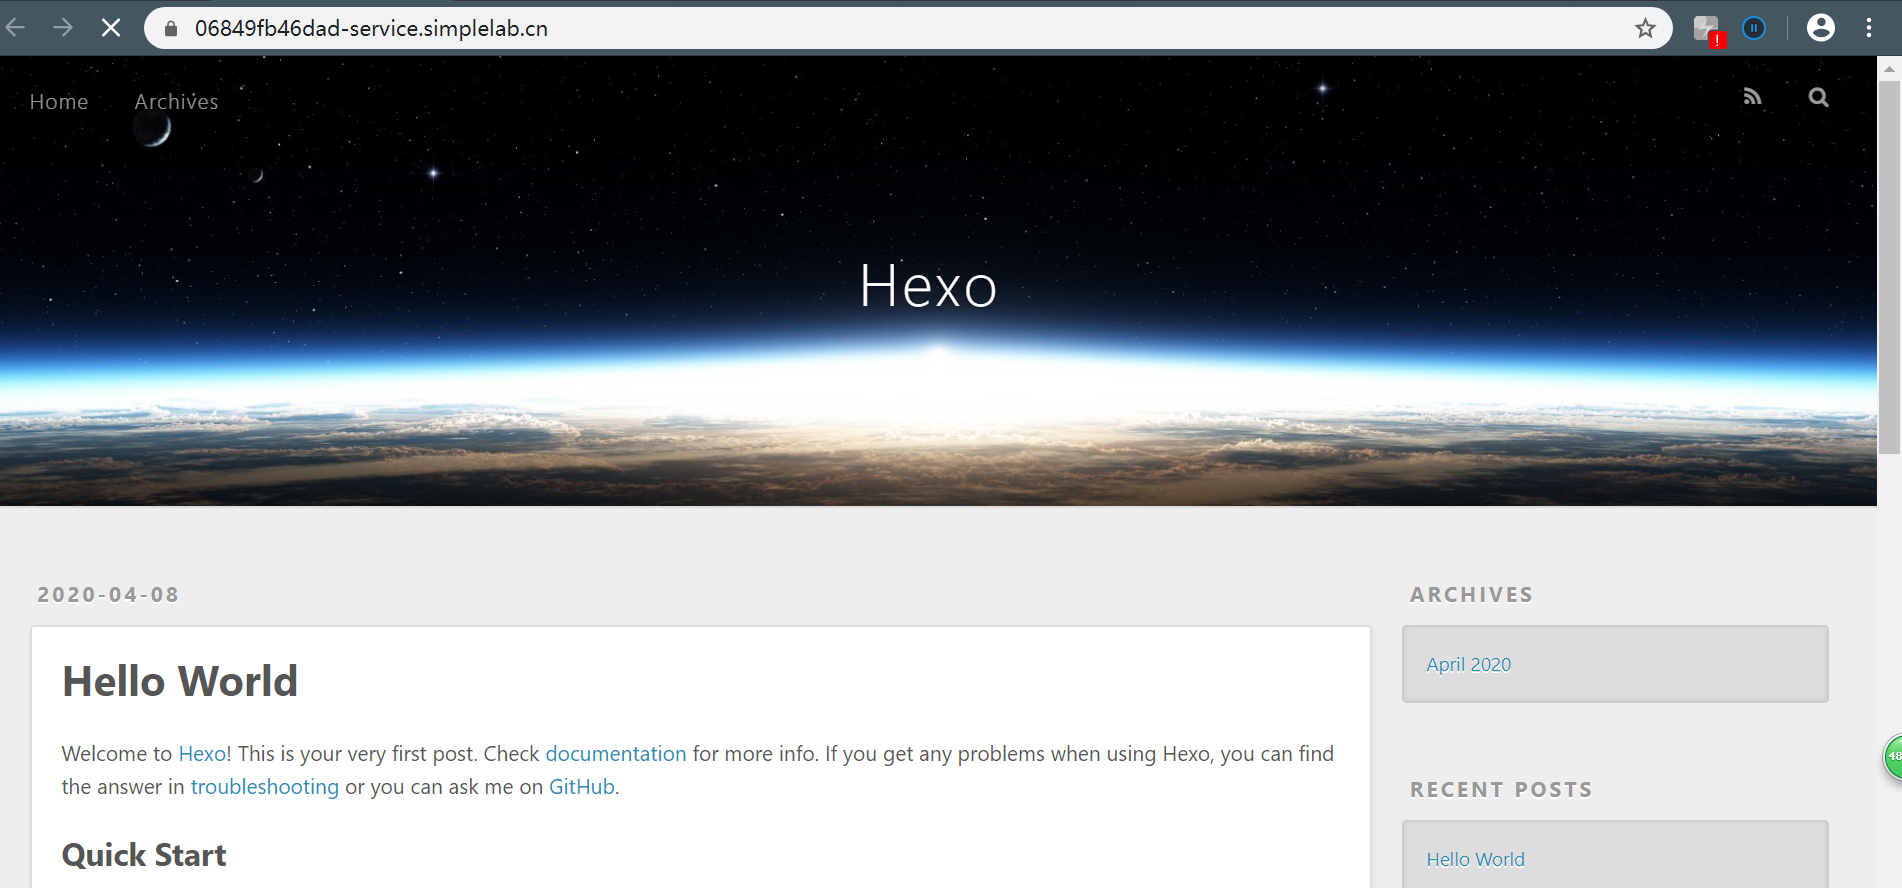 06849fb46dad-service.simplelab.cn
!
Home
Archives
Hexo
2020-04-08
Hello World
Welcome to Hexo! This is your very first post. Check documentation for more info. If you get any problems when using Hexo, you can find
the answer in troubleshooting or you can ask me on GitHub.
Quick Start
ARCHIVES
April 2020
RECENT POSTS
Hello World
48